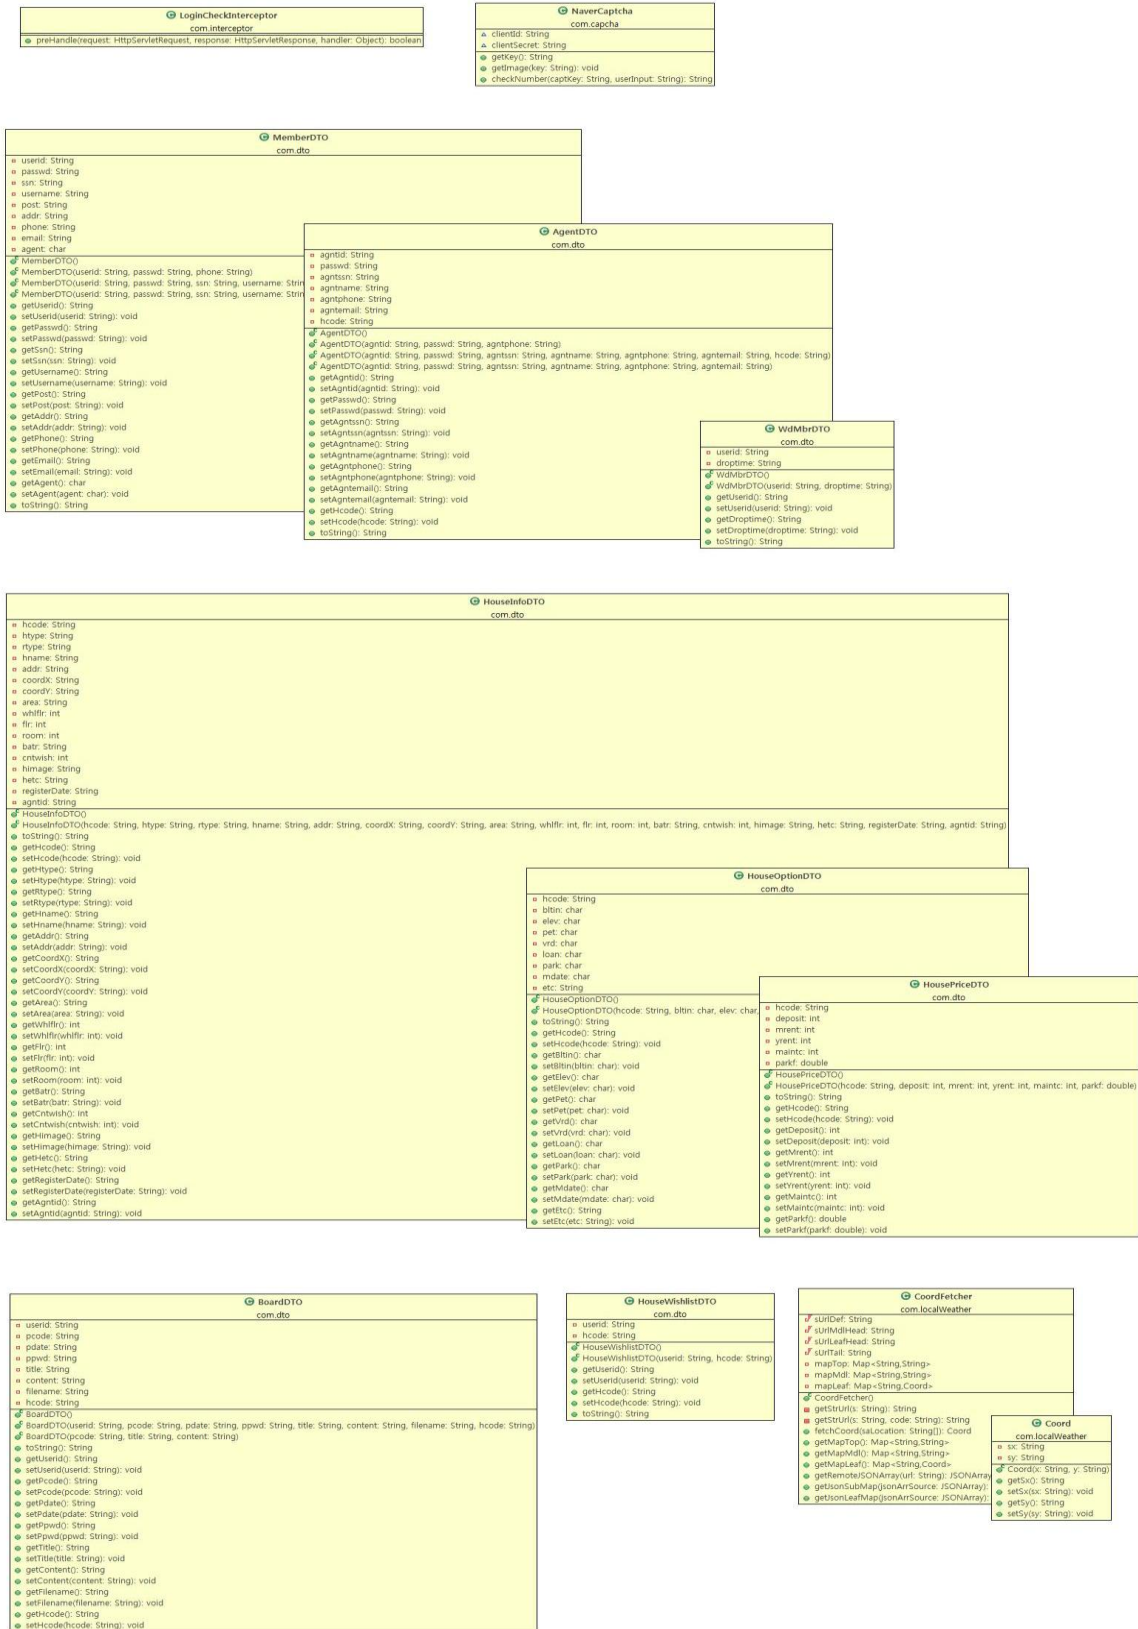 LoginCheckInterceptor
com.interceptor
preHandle(request: HttpServletRequest, response: HttpServletResponse, handler: Object): boolean
NaverCaptcha
com.capcha
clientId: String
clientSecret: String
getKey(): String
getImage(key: String): void
checkNumber(captKey: String, userInput: String): String
MemberDTO
com.dto
userid: String
passwd: String
ssn: String
username: String
post: String
addr: String
phone: String
email: String
agent: char
MemberDTO()
MemberDTO(userid: String, passwd: String, phone: String)
MemberDTO(userid: String, passwd: String, ssn: String, username: Strin
MemberDTO(userid: String, passwd: String, ssn: String, username: Strin
getUserid(): String
setUserid(userid: String): void
getPasswd(): String
setPasswd(passwd: String): void
getSsn(): String
setSsn(ssn: String): void
getUsername(): String
setUsername(username: String): void
getPost(): String
setPost(post: String): void
getAddr(): String
setAddr(addr: String): void
getPhone(): String
setPhone(phone: String): void
getEmail(): String
setEmail(email: String): void
getAgent(): char
setAgent(agent: char): void
toString(): String
AgentDTO
com.dto
agntid: String
passwd: String
agntssn: String
agntname: String
agntphone: String
agntemail: String
hcode: String
AgentDTO()
AgentDTO(agntid: String, passwd: String, agntphone: String)
AgentDTO(agntid: String, passwd: String, agntssn: String, agntname: String, agntphone: String, agntemail: String, hcode: String)
AgentDTO(agntid: String, passwd: String, agntssn: String, agntname: String, agntphone: String, agntemail: String)
getAgntid(): String
setAgntid(agntid: String): void
getPasswd(): String
setPasswd(passwd: String): void
getAgntssn(): String
setAgntssn(agntssn: String): void
getAgntname(): String
setAgntname(agntname: String): void
getAgntphone(): String
setAgntphone(agntphone: String): void
getAgntemail(): String
setAgntemail(agntemail: String): void
getHcode(): String
setHcode(hcode: String): void
toString(): String
WdMbrDTO
com.dto
userid: String
droptime: String
WdMbrDTO()
WdMbrDTO(userid: String, droptime: String)
getUserid(): String
setUserid(userid: String): void
getDroptime(): String
setDroptime(droptime: String): void
toString(): String
HouseInfoDTO
com.dto
hcode: String
htype: String
rtype: String
hname: String
addr: String
coordX: String
coordY: String
area: String
whlflr: int
flr: int
room: int
batr: String
cntwish: int
himage: String
hetc: String
registerDate: String
agntid: String
HouseInfoDTO()
HouseInfoDTO(hcode: String, htype: String, rtype: String, hname: String, addr: String, coordX: String, coordY: String, area: String, whlflr: int, flr: int, room: int, batr: String, cntwish: int, himage: String, hetc: String, registerDate: String, agntid: String)
toString(): String
getHcode(): String
setHcode(hcode: String): void
getHtype(): String
setHtype(htype: String): void
getRtype(): String
setRtype(rtype: String): void
getHname(): String
setHname(hname: String): void
getAddr(): String
setAddr(addr: String): void
getCoordX(): String
setCoordX(coordX: String): void
getCoordY(): String
setCoordY(coordY: String): void
getArea(): String
setArea(area: String): void
getWhlflr(): int
setWhlflr(whlflr: int): void
getFlr(): int
setFlr(flr: int): void
getRoom(): int
setRoom(room: int): void
getBatr(): String
setBatr(batr: String): void
getCntwish(): int
setCntwish(cntwish: int): void
getHimage(): String
setHimage(himage: String): void
getHetc(): String
setHetc(hetc: String): void
getRegisterDate(): String
setRegisterDate(registerDate: String): void
getAgntid(): String
setAgntid(agntid: String): void
HouseOptionDTO
com.dto
hcode: String
bltin: char
elev: char
pet: char
vrd: char
loan: char
park: char
mdate: char
etc: String
HouseOptionDTO()
HouseOptionDTO(hcode: String, bltin: char, elev: char,
toString(): String
getHcode(): String
setHcode(hcode: String): void
getBltin(): char
setBltin(bltin: char): void
getElev(): char
setElev(elev: char): void
getPet(): char
setPet(pet: char): void
getVrd(): char
setVrd(vrd: char): void
getLoan(): char
setLoan(loan: char): void
getPark(): char
setPark(park: char): void
getMdate(): char
setMdate(mdate: char): void
getEtc(): String
setEtc(etc: String): void
HousePriceDTO
com.dto
hcode: String
deposit: int
mrent: int
yrent: int
maintc: int
parkf: double
HousePriceDTO()
HousePriceDTO(hcode: String, deposit: int, mrent: int, yrent: int, maintc: int, parkf: double)
toString(): String
getHcode(): String
setHcode(hcode: String): void
getDeposit(): int
setDeposit(deposit: int): void
getMrent(): int
setMrent(mrent: int): void
getYrent(): int
setYrent(yrent: int): void
getMaintc(): int
setMaintc(maintc: int): void
getParkf(): double
setParkf(parkf: double): void
BoardDTO
com.dto
userid: String
pcode: String
pdate: String
ppwd: String
title: String
content: String
filename: String
hcode: String
BoardDTO()
BoardDTO(userid: String, pcode: String, pdate: String, ppwd: String, title: String, content: String, filename: String, hcode: String)
BoardDTO(pcode: String, title: String, content: String)
toString(): String
getUserid(): String
setUserid(userid: String): void
getPcode(): String
setPcode(pcode: String): void
getPdate(): String
setPdate(pdate: String): void
getPpwd(): String
setPpwd(ppwd: String): void
getTitle(): String
setTitle(title: String): void
getContent(): String
setContent(content: String): void
getFilename(): String
setFilename(filename: String): void
getHcode(): String
setHcode(hcode: String): void
HouseWishlistDTO
com.dto
userid: String
hcode: String
HouseWishlistDTO()
HouseWishlistDTO(userid: String, hcode: String)
getUserid(): String
setUserid(userid: String): void
getHcode(): String
setHcode(hcode: String): void
toString(): String
CoordFetcher
com.localWeather
sUrlDef: String
sUrlMdlHead: String
sUrlLeafHead: String
sUrlTail: String
mapTop: Map<String,String>
mapMdl: Map<String,String>
mapLeaf: Map<String,Coord>
CoordFetcher()
getStrUrl(s: String): String
getStrUrl(s: String, code: String): String
fetchCoord(saLocation: String[]): Coord
getMapTop(): Map<String,String>
getMapMdl(): Map<String,String>
getMapLeaf(): Map<String,Coord>
getRemoteJSONArray(url: String): JSONArray
getJsonSubMap(jsonArrSource: JSONArray):
getJsonLeafMap(jsonArrSource: JSONArray):
Coord
com.localWeather
sx: String
sy: String
Coord(x: String, y: String)
getSx(): String
setSx(sx: String): void
getSy(): String
setSy(sy: String): void